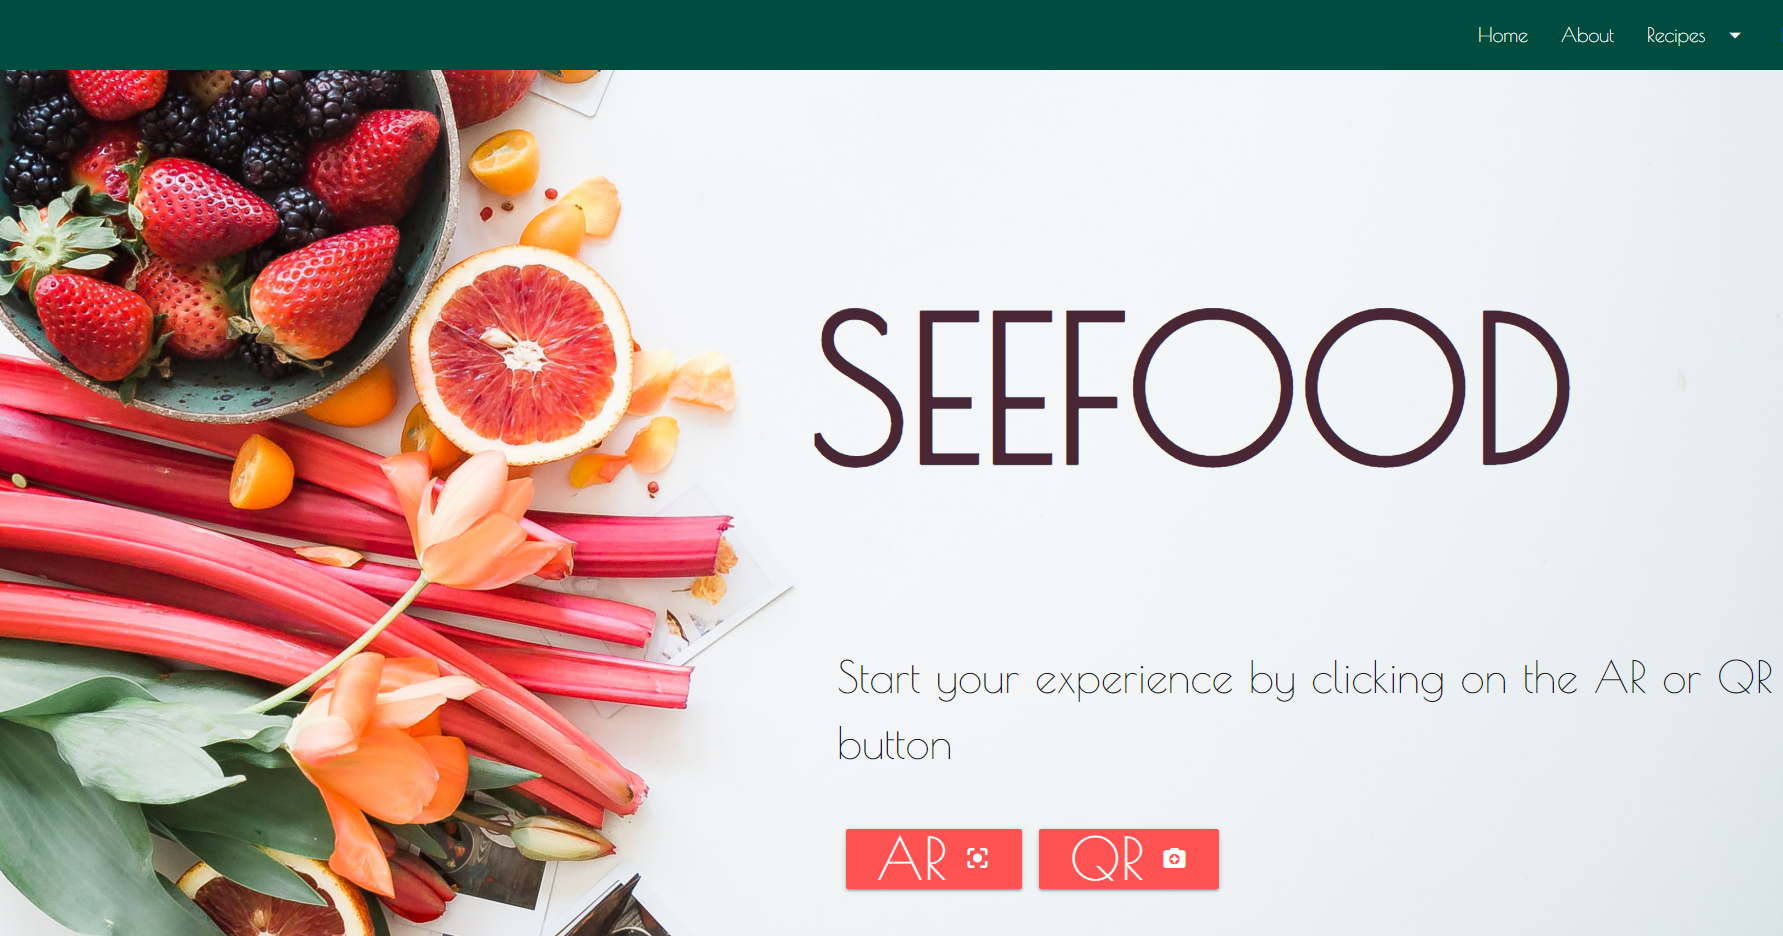 Home About Recipes
SEEFOOD
Start your experience by clicking on the AR or QR
button
AR QR